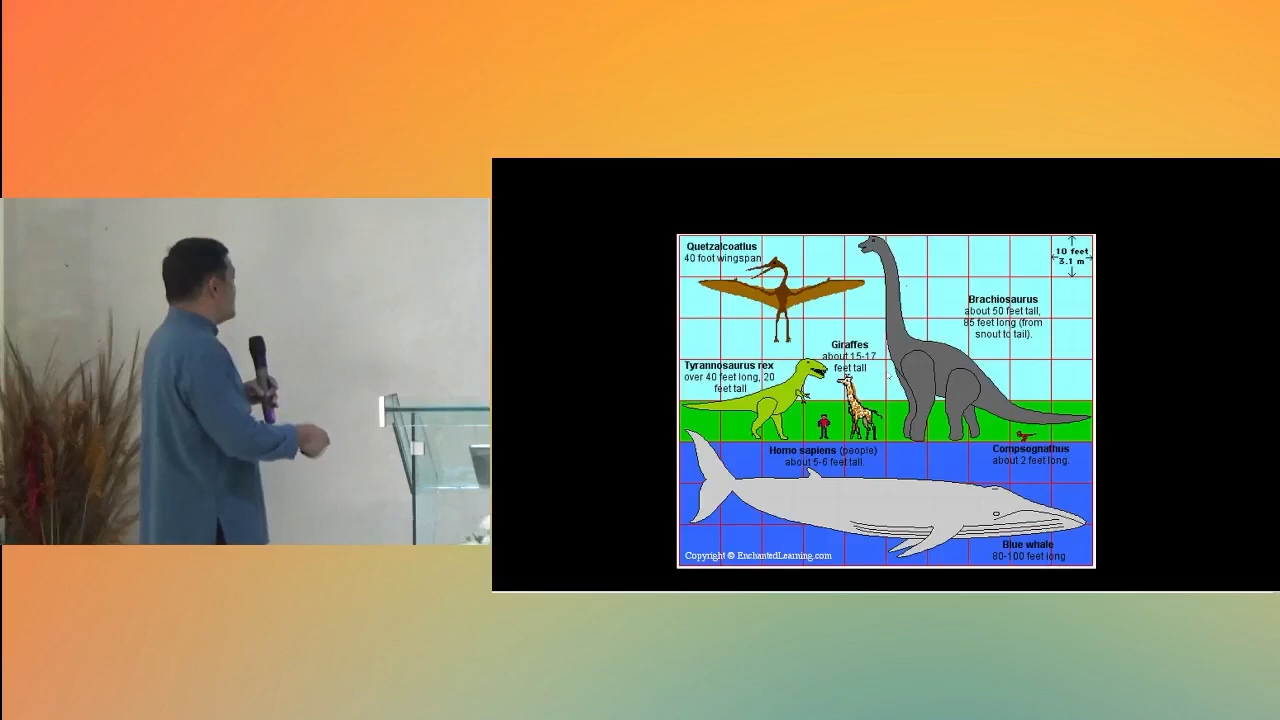 Quetzalcoatlus
40 foot wingspan
10 feet
3.1 m
Brachiosaurus
about 50 feet tall,
85 feet long (from
snout to tail).
Giraffes
about 15-17
feet tall
Tyrannosaurus rex
over 40 feet long, 20
feet tall
Homo sapiens (people)
about 5-6 feet tall.
Compsognathus
about 2 feet long.
Blue whale
80-100 feet long
Copyright © EnchantedLearning.com